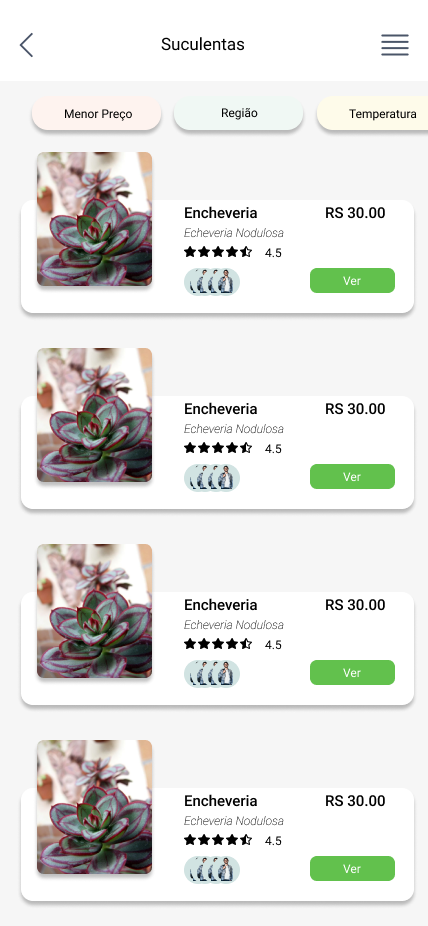 Suculentas
Menor Preço
Região
Temperatura
Encheveria
RS 30.00
Echeveria Nodulosa
4.5
Ver
Encheveria
RS 30.00
Echeveria Nodulosa
4.5
Ver
Encheveria
RS 30.00
Echeveria Nodulosa
4.5
Ver
Encheveria
RS 30.00
Echeveria Nodulosa
4.5
Ver